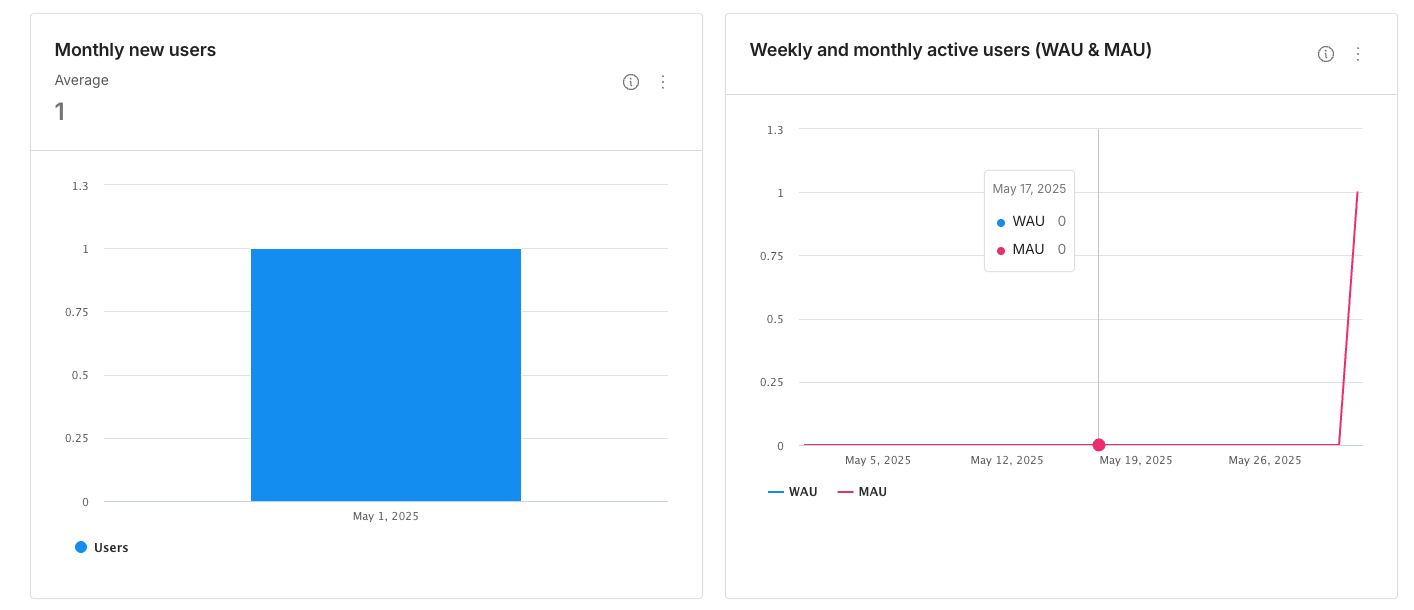 Monthly new users
Average
1
1.3
1
0.75
0.5
0.25
0
May 1, 2025
Users
Weekly and monthly active users (WAU & MAU)
1.3
1
0.75
0.5
0.25
0
May 17, 2025
WAU 0
MAU 0
May 5, 2025 May 12, 2025 May 19, 2025 May 26, 2025
WAU MAU